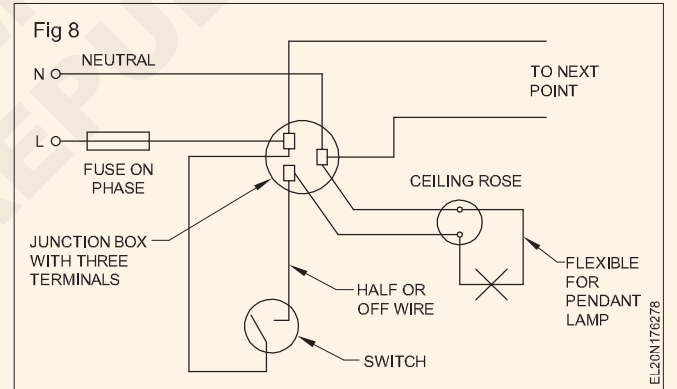 Fig 8
NEUTRAL
N
TO NEXT
POINT
L
FUSE ON
PHASE
CEILING ROSE
JUNCTION BOX
WITH THREE
TERMINALS
HALF OR
OFF WIRE
FLEXIBLE
FOR
PENDANT
LAMP
SWITCH
EL20N176278